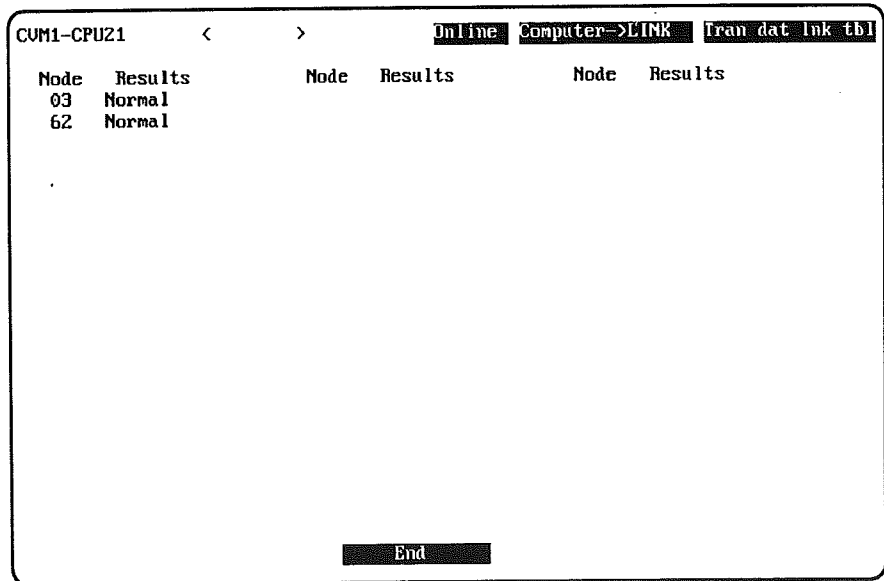 CVM1-CPU21 < > Online Computer->LINK Tran dat lnk tbl
Node Results Node Results Node Results
03 Normal
62 Normal
End